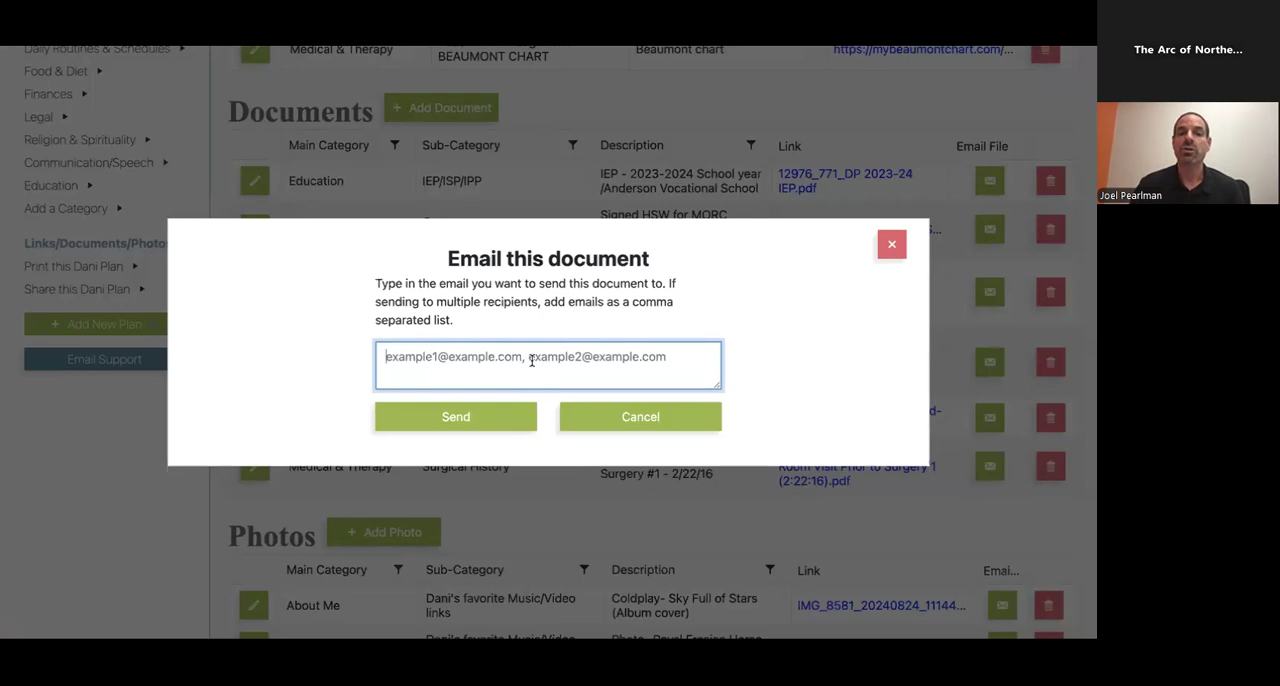 The Arc of Northe...
Joel Pearlman
Daily Routines & Schedules
Food & Diet
Finances
Legal
Religion & Spirituality
Communication/Speech
Education
Add a Category
Links/Documents/Photos
Print this Dani Plan
Share this Dani Plan
+ Add New Plan
Email Support
Medical & Therapy
BEAUMONT CHART
Beaumont chart
https://mybeaumontchart.com/...
Documents
+ Add Document
Main Category
Sub-Category
Description
Link
Email File
Education
IEP/ISP/IPP
IEP - 2023-2024 School year
/Anderson Vocational School
12976_771_DP 2023-24
IEP.pdf
Signed HSW for MORC
Email this document
Type in the email you want to send this document to. If
sending to multiple recipients, add emails as a comma
separated list.
example1@example.com, example2@example.com
Send
Cancel
Medical & Therapy
Surgical History
Surgery #1 - 2/22/16
Room Visit Prior to Surgery 1
(2:22:16).pdf
Photos
+ Add Photo
Main Category
Sub-Category
Description
Link
Emai...
About Me
Dani's favorite Music/Video
links
Coldplay- Sky Full of Stars
(Album cover)
IMG_8581_20240824_11144...